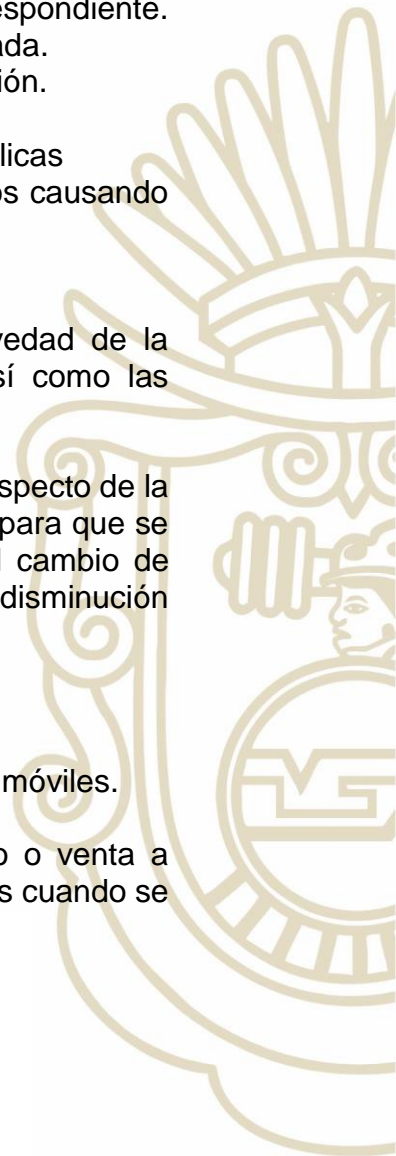 espondiente.
ada.
ión.
licas
os causando
vedad de la
sí como las
specto de la
para que se
l cambio de
disminución
móviles.
o o venta a
s cuando se